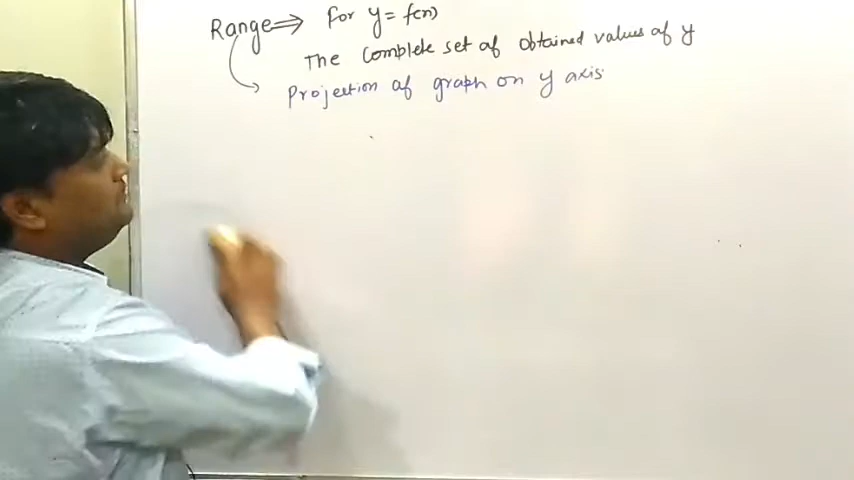 Range ⇒ For y = f(n)
The Complete set of obtained values of y
Projection of graph on y axis